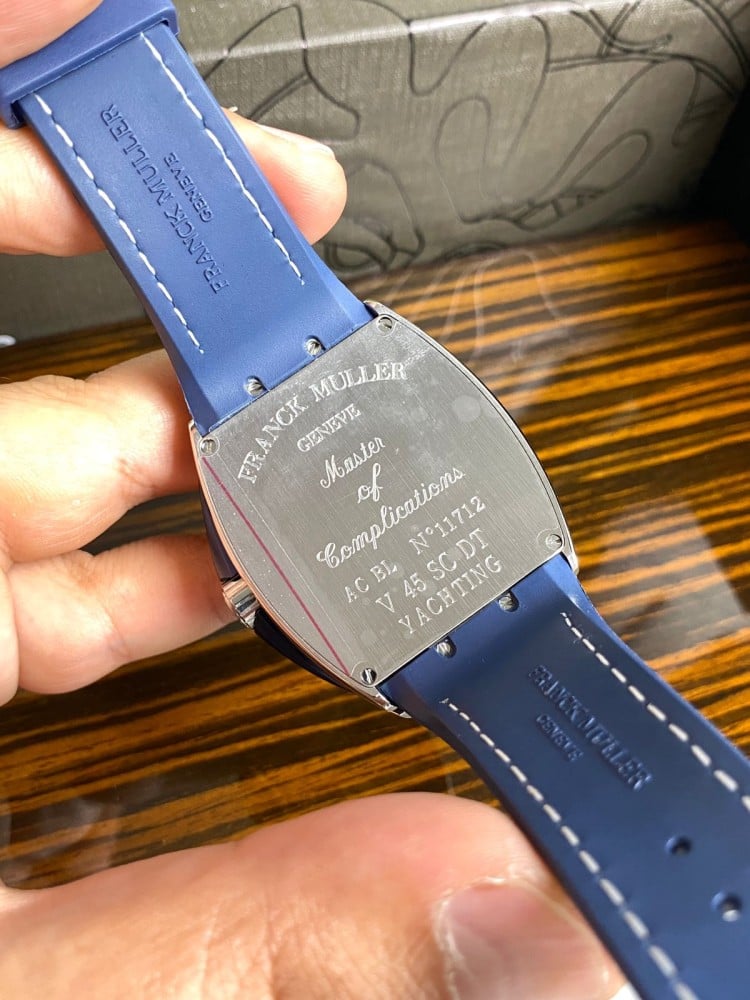 FRANCK MULLER
GENEVE
FRANCK MULLER
GENEVE
Master
of
Complications
AC BL N°11712
V 45 SC DT
YACHTING
FRANCK MULLER
GENEVE